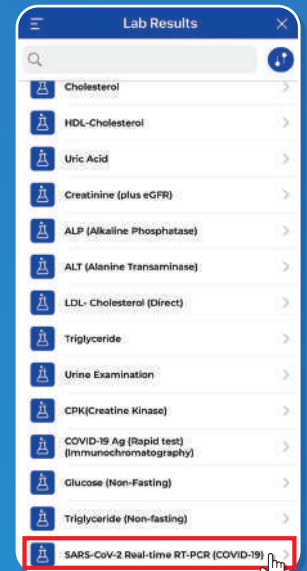 Lab Results
Cholesterol
HDL-Cholesterol
Uric Acid
Creatinine (plus eGFR)
ALP (Alkaline Phosphatase)
ALT (Alanine Transaminase)
LDL- Cholesterol (Direct)
Triglyceride
Urine Examination
CPK(Creatine Kinase)
COVID-19 Ag (Rapid test)
(Immunochromatography)
Glucose (Non-Fasting)
Triglyceride (Non-fasting)
SARS-CoV-2 Real-time RT-PCR (COVID-19)